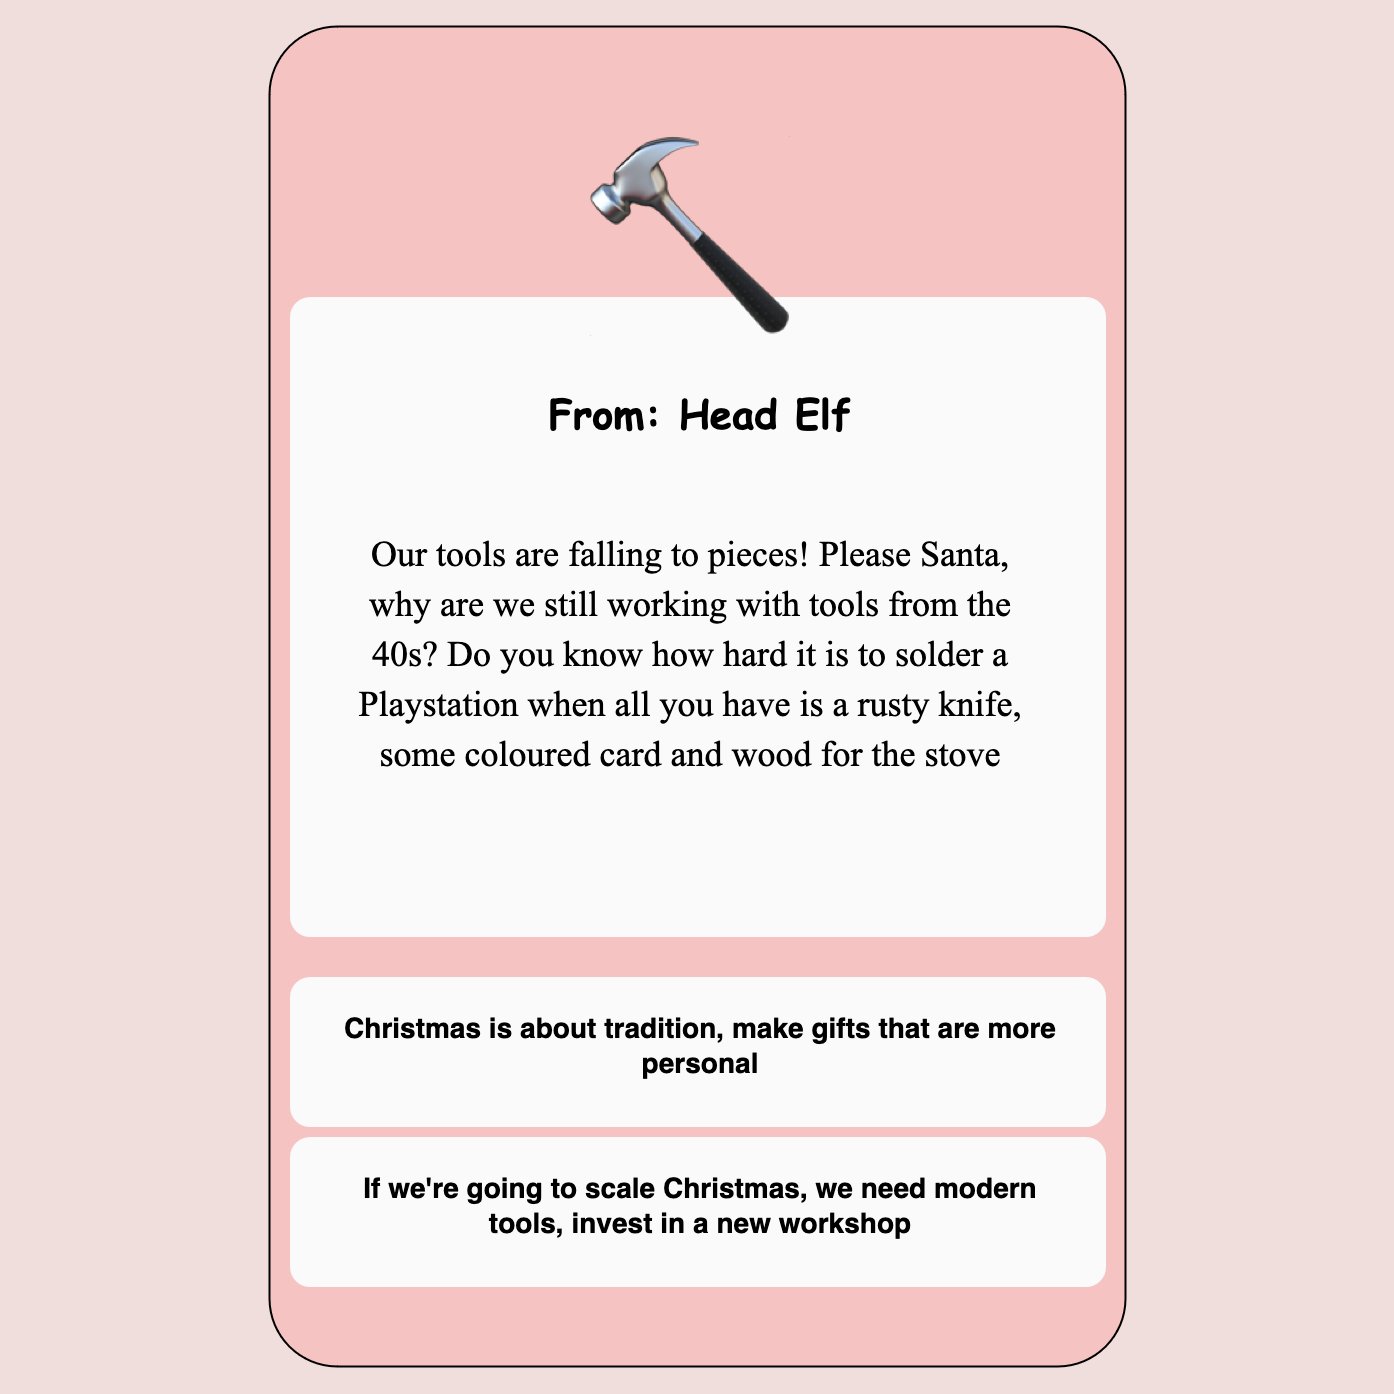 From: Head Elf
Our tools are falling to pieces! Please Santa,
why are we still working with tools from the
40s? Do you know how hard it is to solder a
Playstation when all you have is a rusty knife,
some coloured card and wood for the stove
Christmas is about tradition, make gifts that are more
personal
If we're going to scale Christmas, we need modern
tools, invest in a new workshop